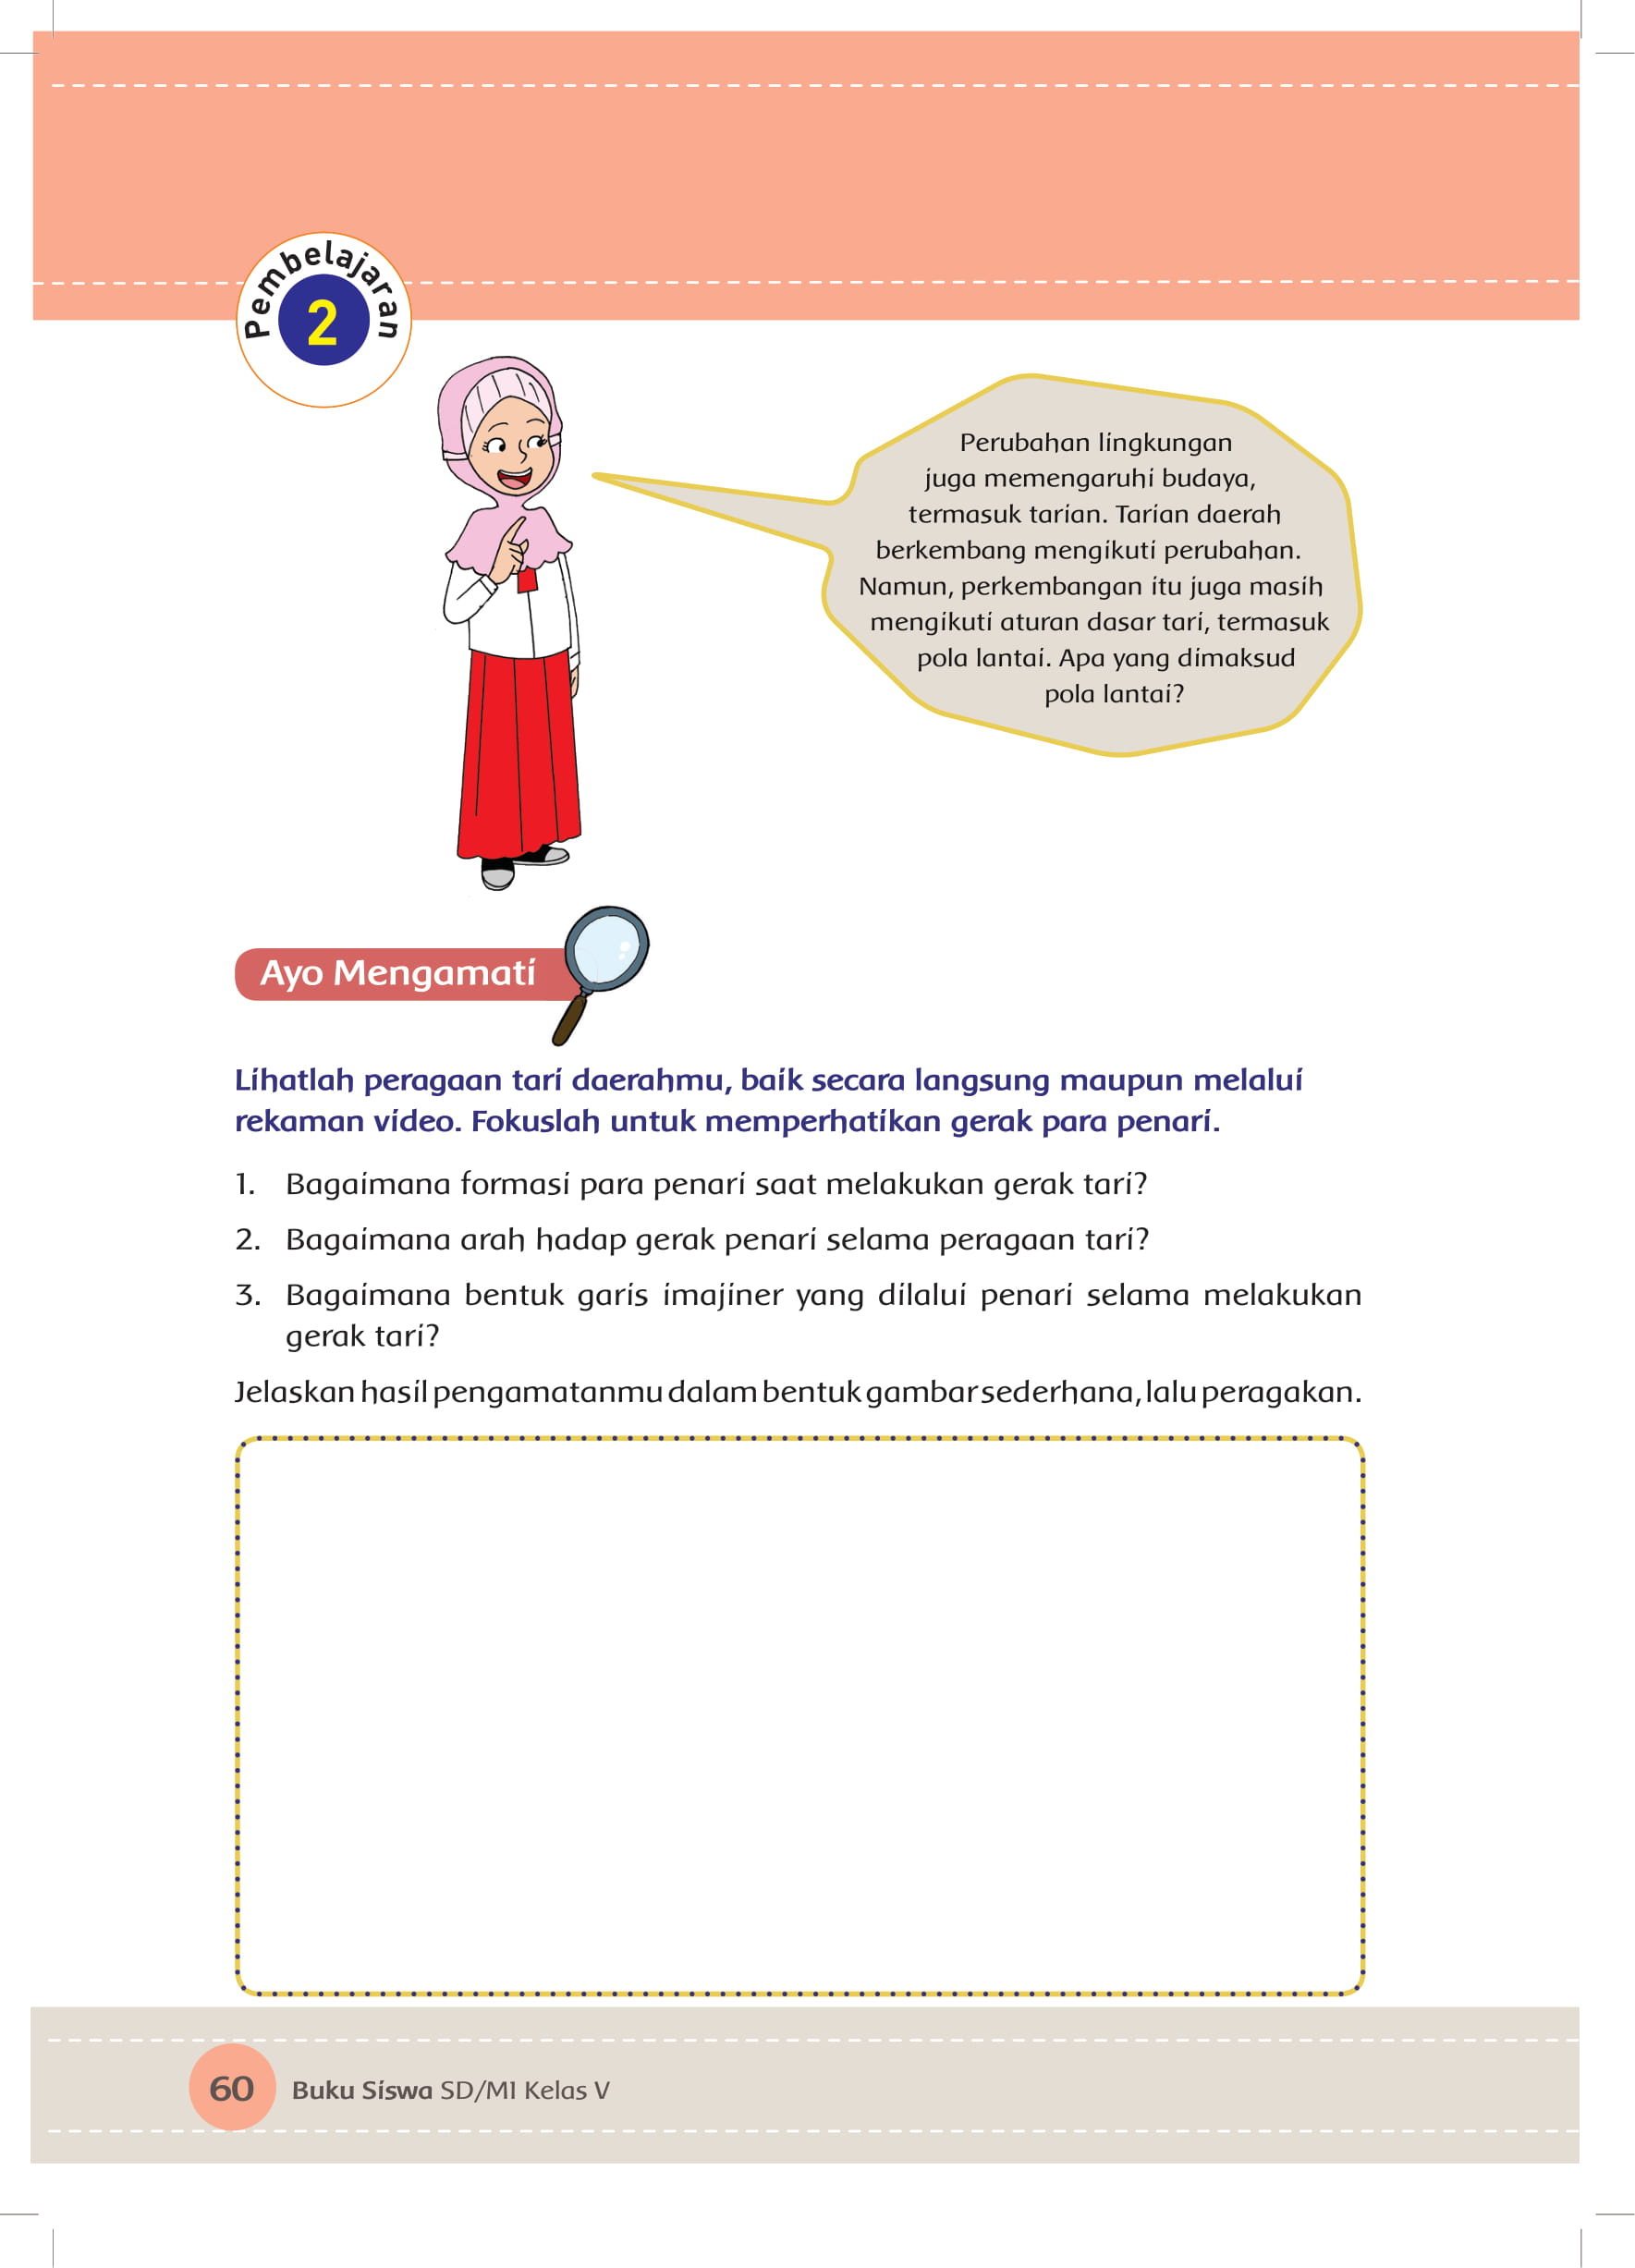 Pembelajaran
2
Perubahan lingkungan
juga memengaruhi budaya,
termasuk tarian. Tarian daerah
berkembang mengikuti perubahan.
Namun, perkembangan itu juga masih
mengikuti aturan dasar tari, termasuk
pola lantai. Apa yang dimaksud
pola lantai?
Ayo Mengamati
Lihatlah peragaan tari daerahmu, baik secara langsung maupun melalui
rekaman video. Fokuslah untuk memperhatikan gerak para penari.
1. Bagaimana formasi para penari saat melakukan gerak tari?
2. Bagaimana arah hadap gerak penari selama peragaan tari?
3. Bagaimana bentuk garis imajiner yang dilalui penari selama melakukan
gerak tari?
Jelaskan hasil pengamatanmu dalam bentuk gambar sederhana, lalu peragakan.
60 Buku Siswa SD/MI Kelas V